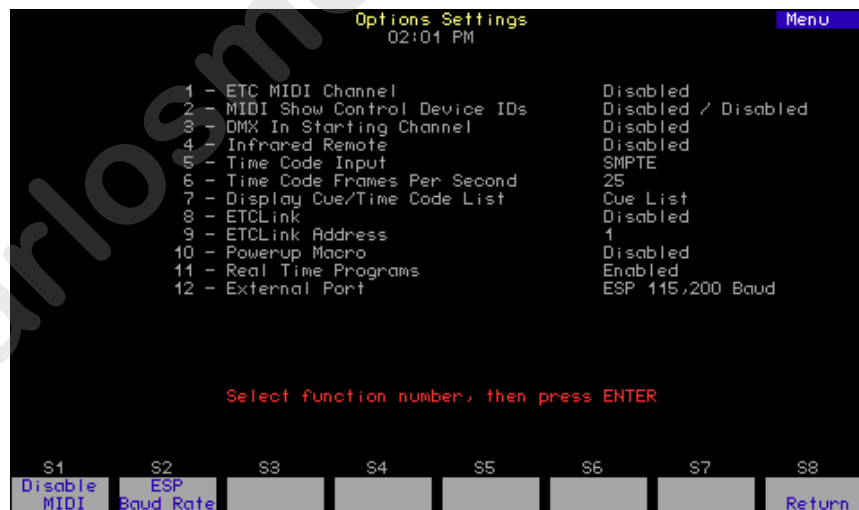 Options Settings
Menu
02:01 PM
1 - ETC MIDI Channel Disabled
2 - MIDI Show Control Device IDs Disabled / Disabled
3 - DMX In Starting Channel Disabled
4 - Infrared Remote Disabled
5 - Time Code Input SMPTE
6 - Time Code Frames Per Second 25
7 - Display Cue/Time Code List Cue List
8 - ETCLink Disabled
9 - ETCLink Address 1
10 - Powerup Macro Disabled
11 - Real Time Programs Enabled
12 - External Port ESP 115,200 Baud
Select function number, then press ENTER
S1 S2 S3 S4 S5 S6 S7 S8
Disable MIDI
ESP Baud Rate
Return